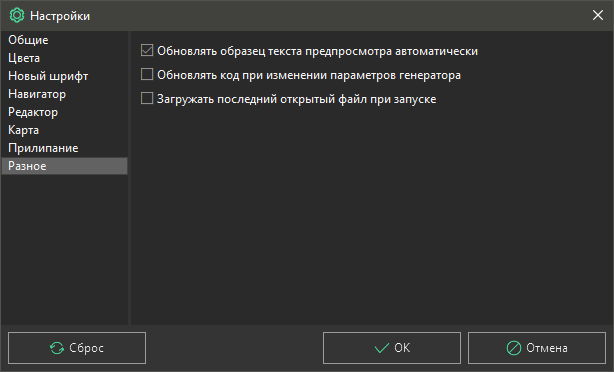 Настройки
Общие
Цвета
Новый шрифт
Навигатор
Редактор
Карта
Прилипание
Разное
Обновлять образец текста предпросмотра автоматически
Обновлять код при изменении параметров генератора
Загружать последний открытый файл при запуске
Сброс
ОК
Отмена